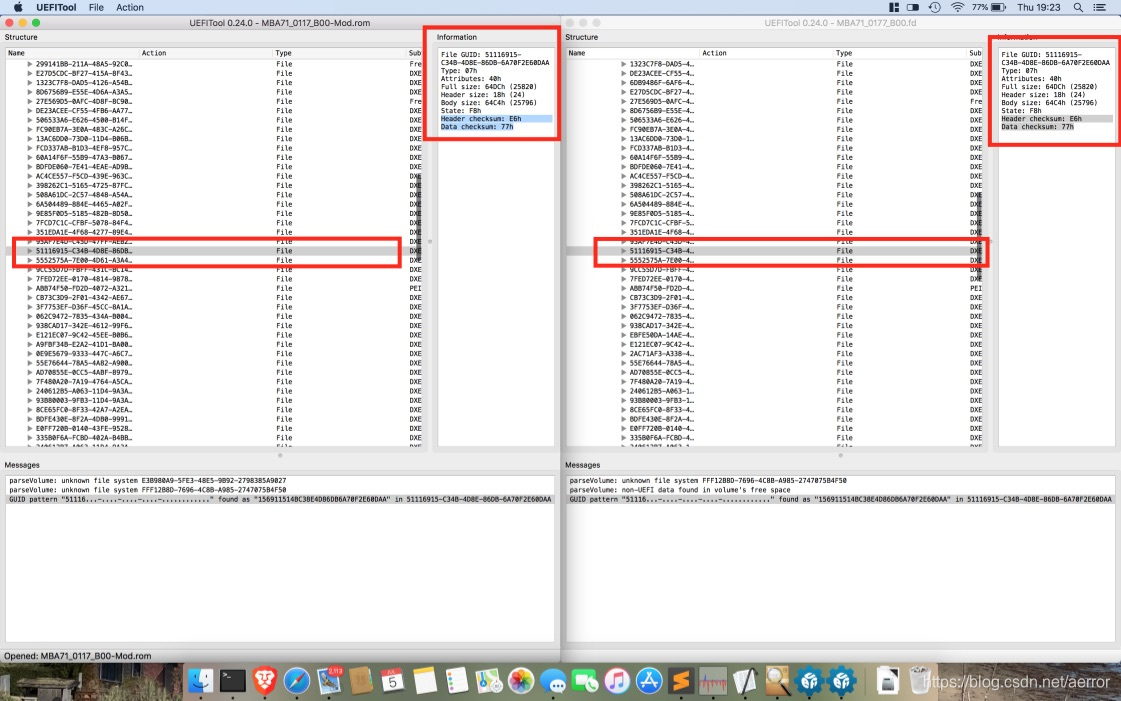 UEFITool File Action
77% Thu 19:23
UEFITool 0.24.0 - MBA71_0117_B00-Mod.rom
Structure
Name Action Type Sub
299141BB-211A-48A5-92C0… Fre
E27D5CDC-BF27-415A-BF43… File DXE
1323C7F8-DAD5-4126-A54B… File DXE
8D6756B9-E55E-4D6A-A3A5… File DXE
27E569D5-0AFC-4D8F-BC90… File Fre
DE23ACEE-CF55-4FB6-AA77… File DXE
506533A6-E626-4500-B14F… File DXE
FC90EB7A-3E0A-483C-A26C… File DXE
13AC6DD0-73D0-11D4-B06B… File DXE
FCD337AB-B1D3-4EF8-957C… File DXE
60A14F6F-55B9-47A3-B067… File DXE
BDFDE060-7E41-4EAE-AD9B… File DXE
AC4CE557-F5CD-439E-963C… File DXE
398262C1-5165-4725-B7FC… File DXE
508A61DC-2C57-4848-A54A… File DXE
6A504489-884E-4465-A02F… File DXE
9E85F0D5-5185-482B-8D50… File DXE
7FCD7C1C-CFBF-5078-84F4… File DXE
351EDA1E-4F68-4277-89E4… File DXE
File DXE
51116915-C34B-4D8E-86DB… File DXE
5552575A-7E00-4D61-A3A4… File DXE
9CC55D7D-FBFF-431C-BC14… File DXE
7FED72EE-0170-4814-9878… File DXE
ABB74F50-FD2D-4072-A321… File PEI
CB73C3D9-2F01-4342-AE67… File DXE
3F7753EF-D36F-45CC-8A1A… File DXE
062C9472-7835-434A-B004… File DXE
938CAD17-342E-4612-99F6… File DXE
E121EC07-9C42-45EE-B0B6… File DXE
A9FBF34B-E2A2-41D1-BA00… File DXE
0E9E5679-9333-447C-A6C7… File DXE
55E76644-78A5-4A82-A900… File DXE
AD70855E-0CC5-4ABF-8979… File DXE
7F480A20-7A19-4764-A5CA… File DXE
240612B5-A063-11D4-9A3A… File DXE
93B80003-9FB3-11D4-9A3A… File DXE
8CE65FC0-8F33-42A7-A2EA… File DXE
BDFE430E-8F2A-4DB0-9991… File DXE
E0FF720B-0140-43FE-952B… File DXE
335B0F6A-FCBD-402A-B4BB… File DXE
Information
File GUID: 51116915-
C34B-4D8E-86DB-6A70F2E60DAA
Type: 07h
Attributes: 40h
Full size: 64DCh (25820)
Header size: 18h (24)
Body size: 64C4h (25796)
State: F8h
Header checksum: E6h
Data checksum: 77h
Messages
parseVolume: unknown file system E3B980A9-5FE3-48E5-9B92-2798385A9027
parseVolume: unknown file system FFF12B8D-7696-4C8B-A985-2747075B4F50
GUID pattern "51116...-....-....-....-............" found as "156911514BC38E4D86DB6A70F2E60DAA" in 51116915-C34B-4D8E-86DB-6A70F2E60DAA
Opened: MBA71_0117_B00-Mod.rom
UEFITool 0.24.0 - MBA71_0177_B00.fd
Structure
Name Action Type Sub
1323C7F8-DAD5-4… File DXE
DE23ACEE-CF55-4… File DXE
6DB9486F-6AF6-4… File DXE
E27D5CDC-BF27-4… File DXE
27E569D5-0AFC-4… File Fre
8D6756B9-E55E-4… File DXE
506533A6-E626-4… File DXE
FC90EB7A-3E0A-4… File DXE
13AC6DD0-73D0-1… File DXE
FCD337AB-B1D3-4… File DXE
60A14F6F-55B9-4… File DXE
BDFDE060-7E41-4… File DXE
AC4CE557-F5CD-4… File DXE
398262C1-5165-4… File DXE
508A61DC-2C57-4… File DXE
6A504489-884E-4… File DXE
9E85F0D5-5185-4… File DXE
7FCD7C1C-CFBF-5… File DXE
351EDA1E-4F68-4… File DXE
File DXE
51116915-C34B-4… File DXE
5552575A-7E00-4… File DXE
9CC55D7D-FBFF-4… File DXE
7FED72EE-0170-4… File DXE
ABB74F50-FD2D-4… File PEI
CB73C3D9-2F01-4… File DXE
3F7753EF-D36F-4… File DXE
062C9472-7835-4… File DXE
938CAD17-342E-4… File DXE
EBFE50DA-14AE-4… File DXE
E121EC07-9C42-4… File DXE
2AC71AF3-A338-4… File DXE
55E76644-78A5-4… File DXE
AD70855E-0CC5-4… File DXE
7F480A20-7A19-4… File DXE
240612B5-A063-1… File DXE
93B80003-9FB3-1… File DXE
8CE65FC0-8F33-4… File DXE
BDFE430E-8F2A-4… File DXE
E0FF720B-0140-4… File DXE
335B0F6A-FCBD-4… File DXE
Information
File GUID: 51116915-
C34B-4D8E-86DB-6A70F2E60DAA
Type: 07h
Attributes: 40h
Full size: 64DCh (25820)
Header size: 18h (24)
Body size: 64C4h (25796)
State: F8h
Header checksum: E6h
Data checksum: 77h
Messages
parseVolume: unknown file system FFF12B8D-7696-4C8B-A985-2747075B4F50
parseVolume: non-UEFI data found in volume's free space
GUID pattern "51116...-....-....-....-............" found as "156911514BC38E4D86DB6A70F2E60DAA" in 51116915-C34B-4D8E-86DB-6A70F2E60DAA
5
https://blog.csdn.net/aerror